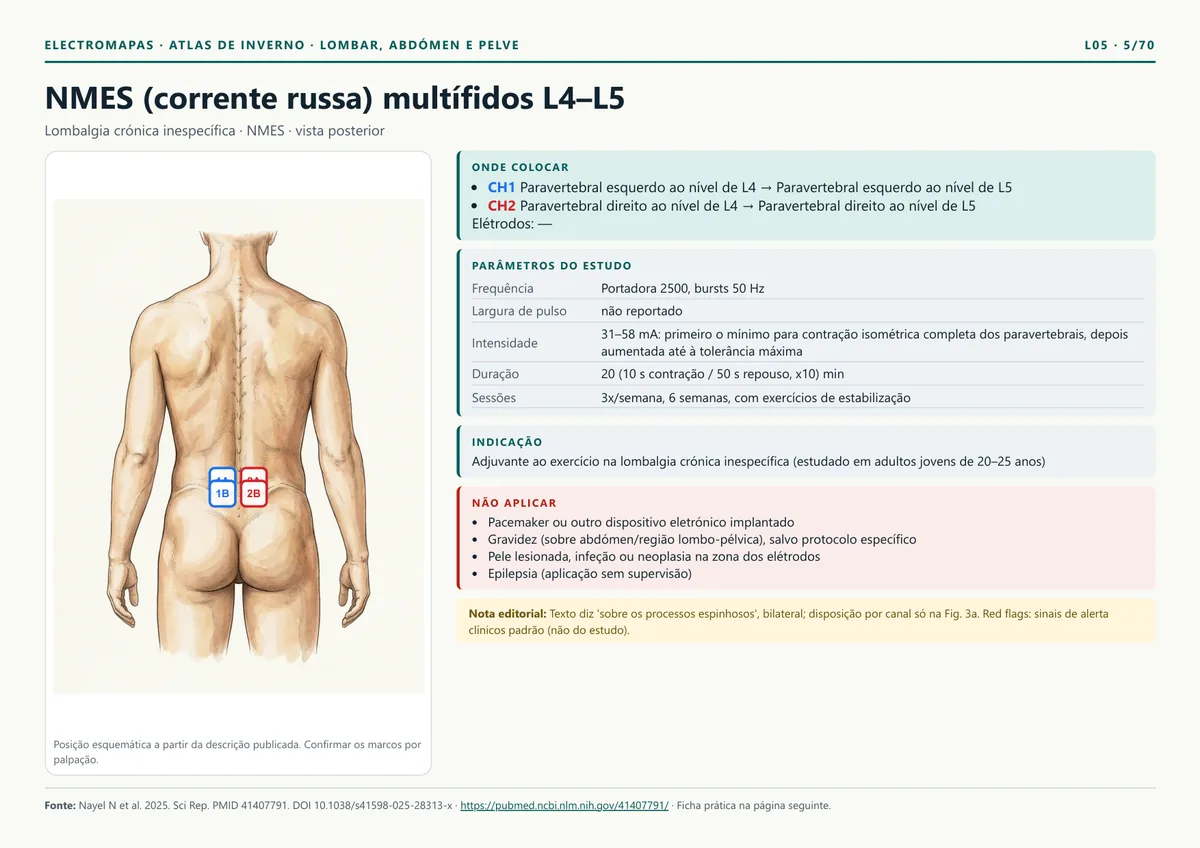 ELECTROMAPAS · ATLAS DE INVERNO · LOMBAR, ABDÓMEN E PELVE
L05 · 5/70
NMES (corrente russa) multífidos L4–L5
Lombalgia crónica inespecífica · NMES · vista posterior
1B
2B
Posição esquemática a partir da descrição publicada. Confirmar os marcos por
palpação.
ONDE COLOCAR
• CH1 Paravertebral esquerdo ao nível de L4 → Paravertebral esquerdo ao nível de L5
• CH2 Paravertebral direito ao nível de L4 → Paravertebral direito ao nível de L5
Elétrodos: —
PARÂMETROS DO ESTUDO
Frequência Portadora 2500, bursts 50 Hz
Largura de pulso não reportado
Intensidade 31–58 mA: primeiro o mínimo para contração isométrica completa dos paravertebrais, depois
aumentada até à tolerância máxima
Duração 20 (10 s contração / 50 s repouso, x10) min
Sessões 3x/semana, 6 semanas, com exercícios de estabilização
INDICAÇÃO
Adjuvante ao exercício na lombalgia crónica inespecífica (estudado em adultos jovens de 20–25 anos)
NÃO APLICAR
• Pacemaker ou outro dispositivo eletrónico implantado
• Gravidez (sobre abdómen/região lombo-pélvica), salvo protocolo específico
• Pele lesionada, infeção ou neoplasia na zona dos elétrodos
• Epilepsia (aplicação sem supervisão)
Nota editorial: Texto diz 'sobre os processos espinhosos', bilateral; disposição por canal só na Fig. 3a. Red flags: sinais de alerta
clínicos padrão (não do estudo).
Fonte: Nayel N et al. 2025. Sci Rep. PMID 41407791. DOI 10.1038/s41598-025-28313-x · https://pubmed.ncbi.nlm.nih.gov/41407791/ · Ficha prática na página seguinte.